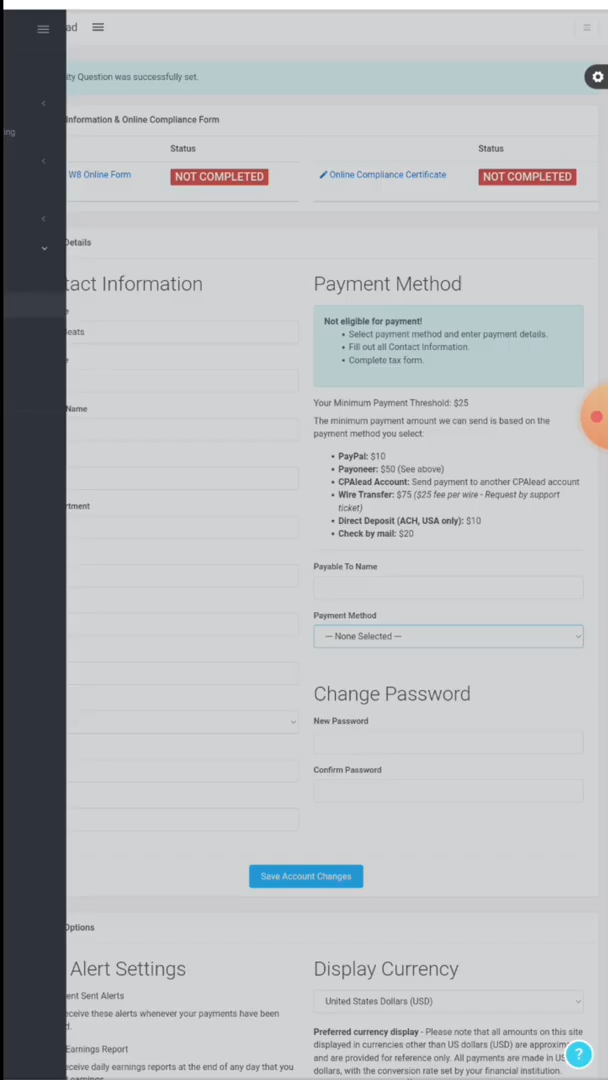 ad
ity Question was successfully set.
Information & Online Compliance Form
ing
Status
Status
W8 Online Form
NOT COMPLETED
Online Compliance Certificate
NOT COMPLETED
Details
tact Information
e
eats
Name
rtment
Payment Method
Not eligible for payment!
• Select payment method and enter payment details.
• Fill out all Contact Information.
• Complete tax form.
Your Minimum Payment Threshold: $25
The minimum payment amount we can send is based on the
payment method you select:
• PayPal: $10
• Payoneer: $50 (See above)
• CPAlead Account: Send payment to another CPAlead account
• Wire Transfer: $75 ($25 fee per wire - Request by support
ticket)
• Direct Deposit (ACH, USA only): $10
• Check by mail: $20
Payable To Name
Payment Method
-- None Selected --
Change Password
New Password
Confirm Password
Save Account Changes
Options
Alert Settings
ent Sent Alerts
eceive these alerts whenever your payments have been
d.
Earnings Report
eceive daily earnings reports at the end of any day that you
earnings.
Display Currency
United States Dollars (USD)
Preferred currency display - Please note that all amounts on this site
displayed in currencies other than US dollars (USD) are approxim
and are provided for reference only. All payments are made in US
dollars, with the conversion rate set by your financial institution.
?